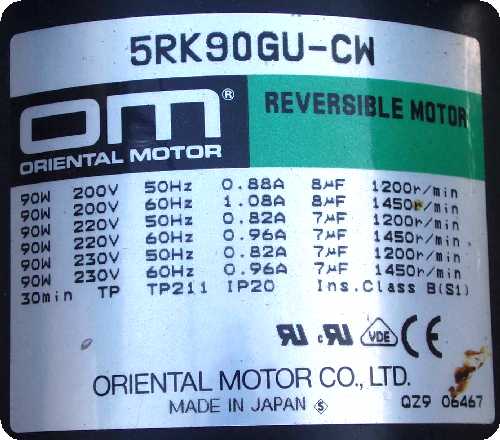 5RK90GU-CW
OM®
ORIENTAL MOTOR
REVERSIBLE MOTOR
90W 200V 50Hz 0.88A 8μF 1200r/min
90W 200V 60Hz 1.08A 8μF 1450r/min
90W 220V 50Hz 0.82A 7μF 1200r/min
90W 220V 60Hz 0.96A 7μF 1450r/min
90W 230V 50Hz 0.82A 7μF 1200r/min
90W 230V 60Hz 0.96A 7μF 1450r/min
30min TP TP211 IP20 Ins.Class B(S1)
RU c RU VDE CE
ORIENTAL MOTOR CO., LTD.
MADE IN JAPAN S
QZ9 06467